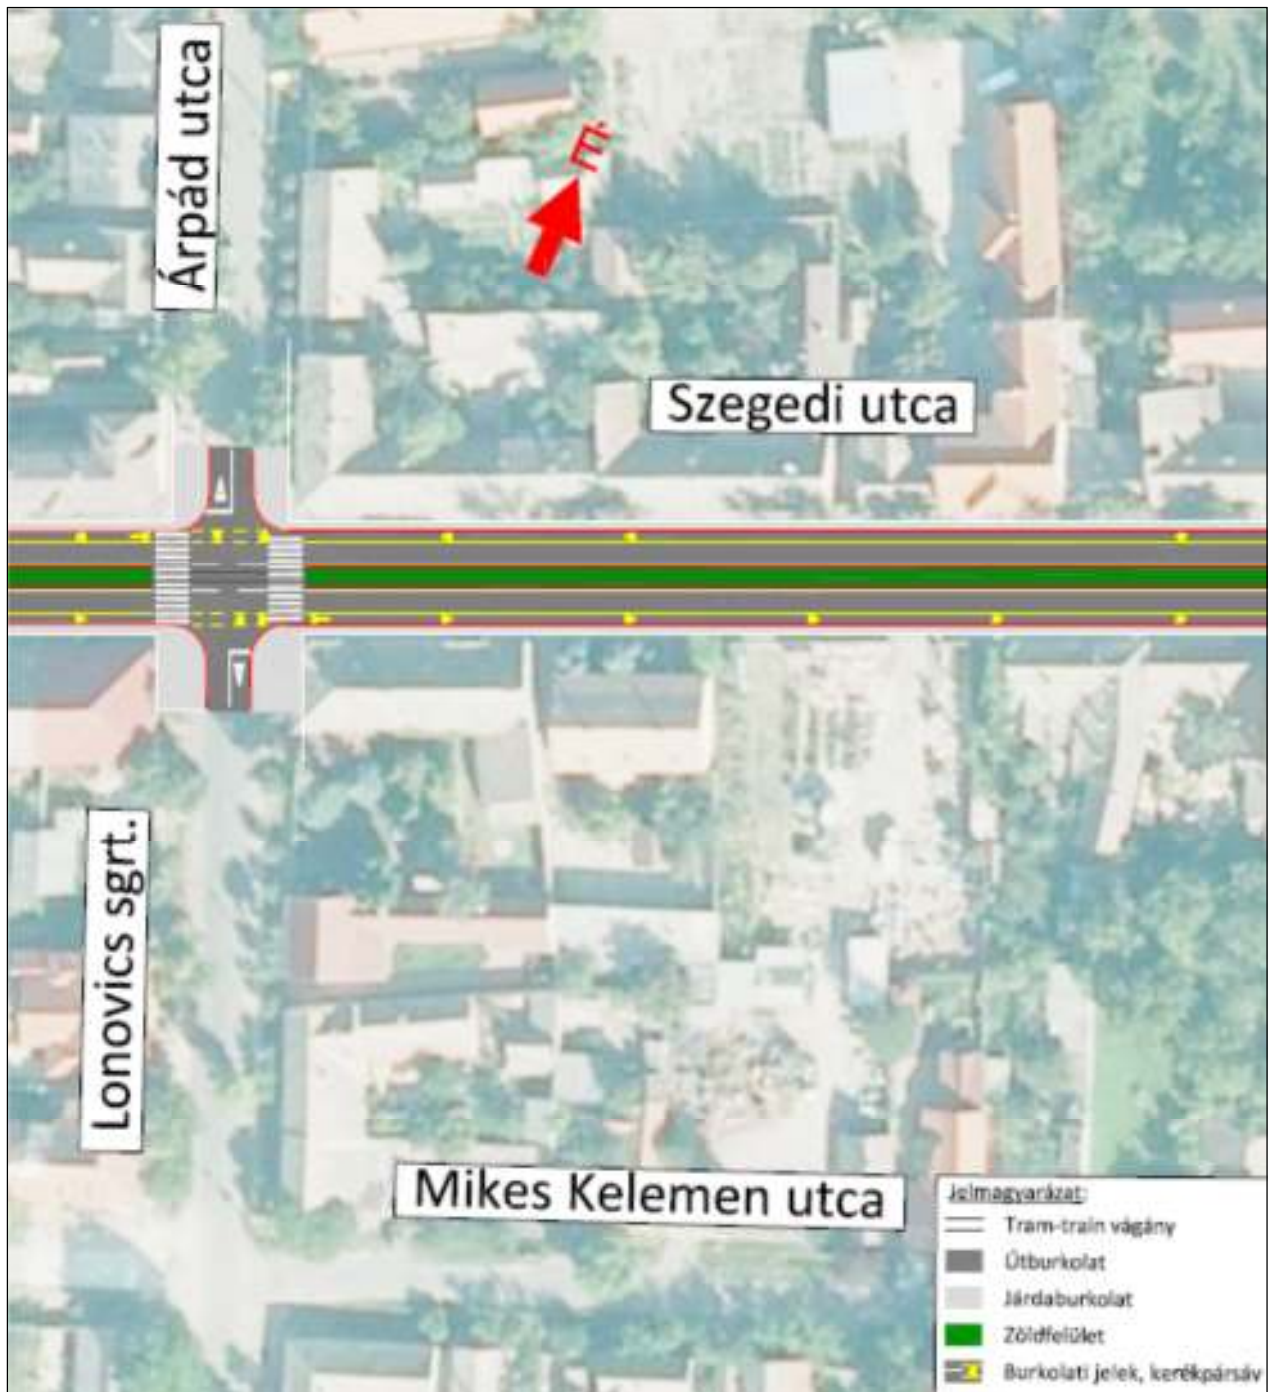 Árpád utca
É.
Szegedi utca
Lonovics sgrt.
Mikes Kelemen utca
Jelmagyarázat:
Tram-train vágány
Útburkolat
Járdaburkolat
Zöldfelület
Burkolati jelek, kerékpársáv